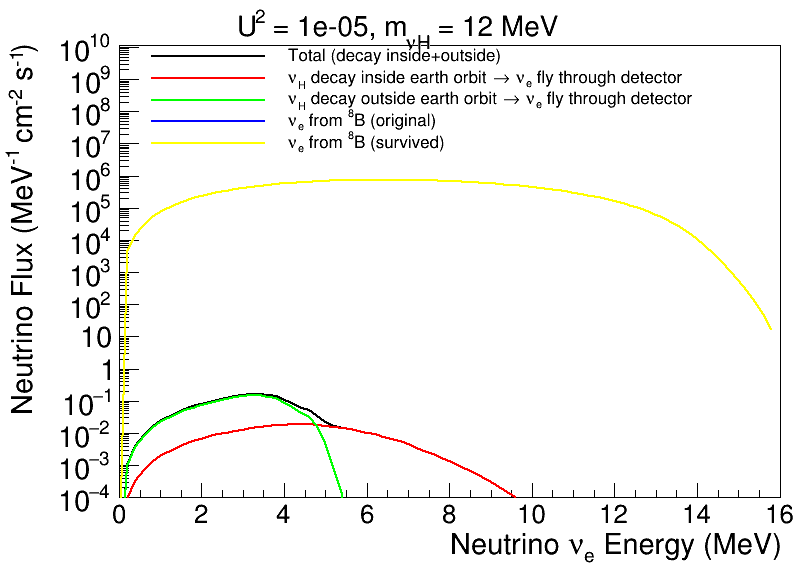 U² = 1e-05, m_νH = 12 MeV
Total (decay inside+outside)
ν_H decay inside earth orbit → ν_e fly through detector
ν_H decay outside earth orbit → ν_e fly through detector
ν_e from ⁸B (original)
ν_e from ⁸B (survived)
Neutrino Flux (MeV⁻¹ cm⁻² s⁻¹)
10¹⁰
10⁹
10⁸
10⁷
10⁶
10⁵
10⁴
10³
10²
10
1
10⁻¹
10⁻²
10⁻³
10⁻⁴
0 2 4 6 8 10 12 14 16
Neutrino ν_e Energy (MeV)